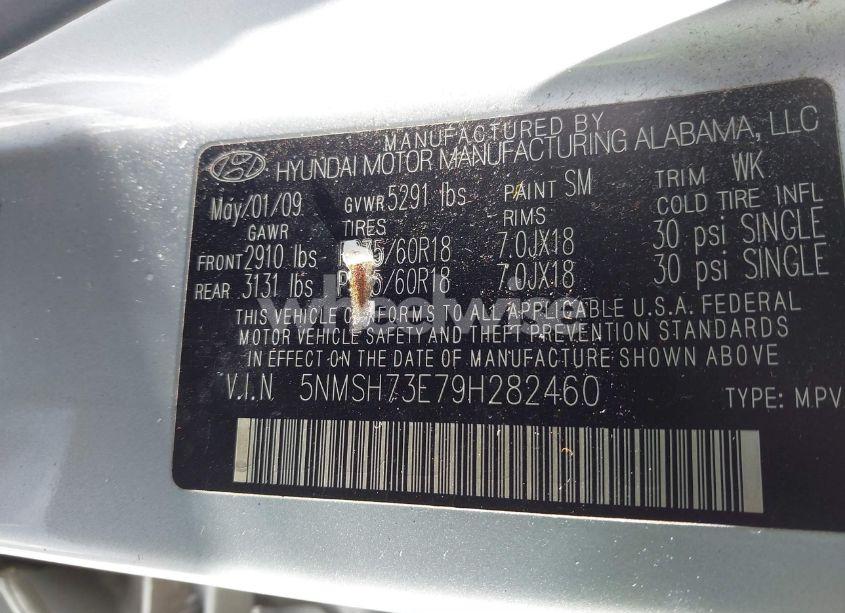 MANUFACTURED BY
HYUNDAI MOTOR MANUFACTURING ALABAMA, LLC
May/01/09 GVWR 5291 lbs PAINT SM TRIM WK
GAWR TIRES RIMS COLD TIRE INFL
FRONT 2910 lbs /60R18 7.0JX18 30 psi SINGLE
REAR 3131 lbs /60R18 7.0JX18 30 psi SINGLE
wheelwise
THIS VEHICLE CONFORMS TO ALL APPLICABLE U.S.A. FEDERAL
MOTOR VEHICLE SAFETY AND THEFT PREVENTION STANDARDS
IN EFFECT ON THE DATE OF MANUFACTURE SHOWN ABOVE
V.I.N 5NMSH73E79H282460 TYPE: MPV